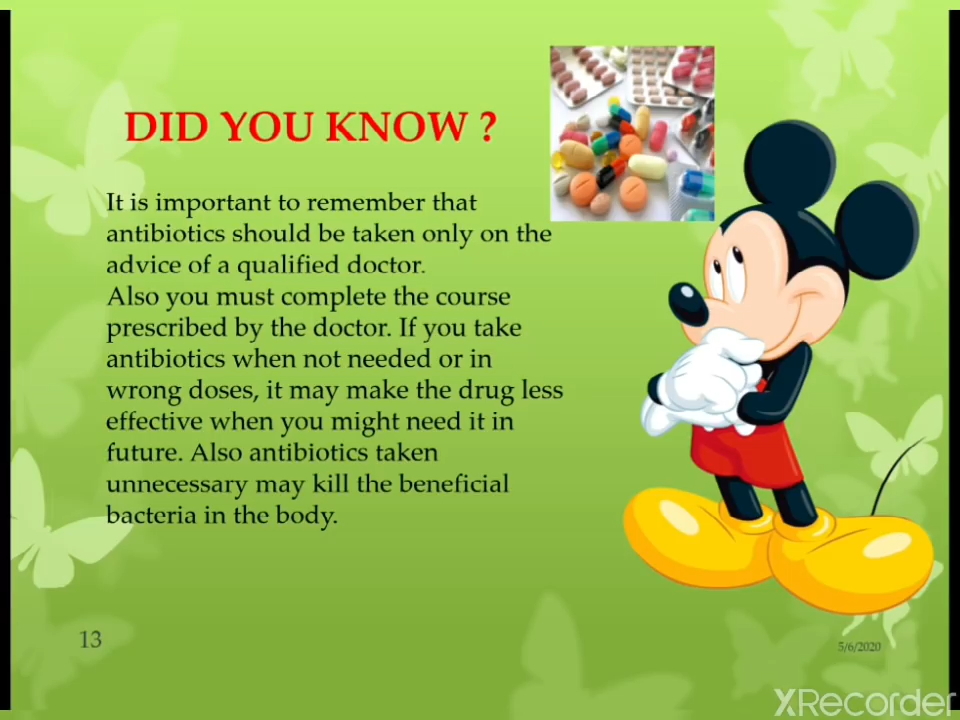 DID YOU KNOW ?
It is important to remember that
antibiotics should be taken only on the
advice of a qualified doctor.
Also you must complete the course
prescribed by the doctor. If you take
antibiotics when not needed or in
wrong doses, it may make the drug less
effective when you might need it in
future. Also antibiotics taken
unnecessary may kill the beneficial
bacteria in the body.
13
5/6/2020
XRecorder